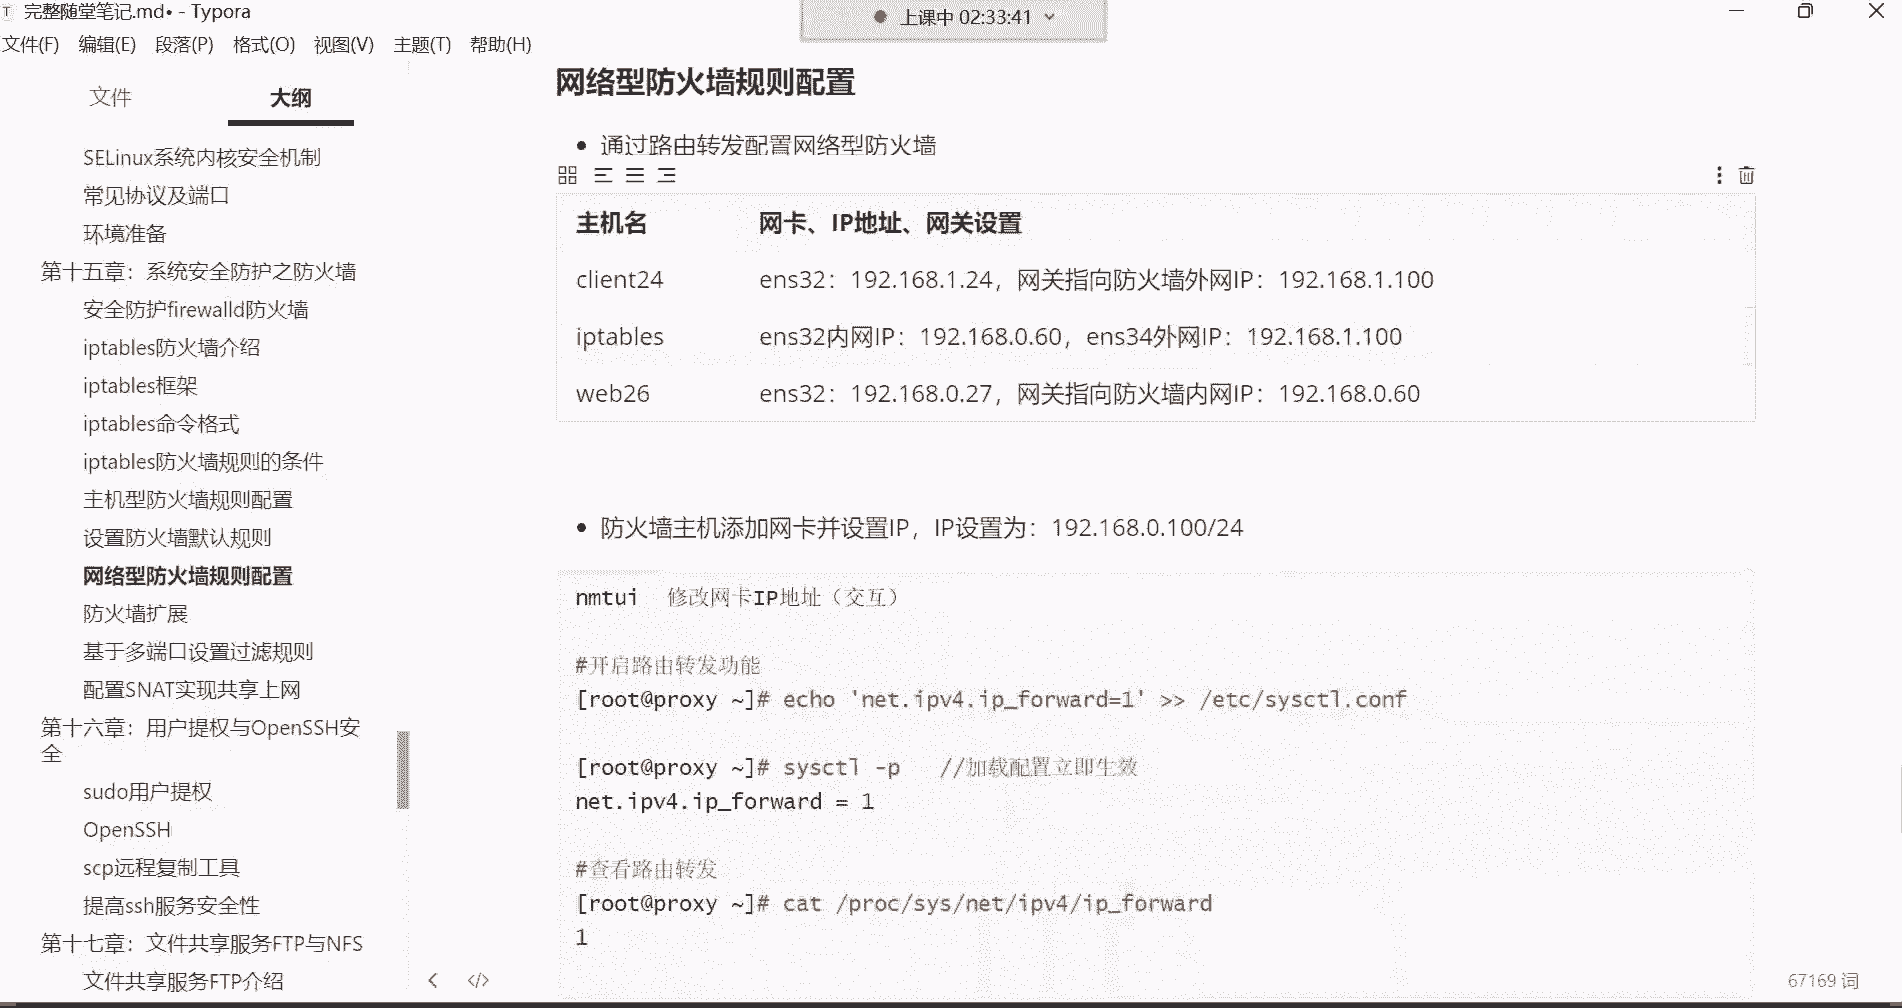 完整随堂笔记.md• - Typora
上课中 02:33:41
文件(F) 编辑(E) 段落(P) 格式(O) 视图(V) 主题(T) 帮助(H)
文件 大纲
SELinux系统内核安全机制
常见协议及端口
环境准备
第十五章：系统安全防护之防火墙
安全防护firewalld防火墙
iptables防火墙介绍
iptables框架
iptables命令格式
iptables防火墙规则的条件
主机型防火墙规则配置
设置防火墙默认规则
网络型防火墙规则配置
防火墙扩展
基于多端口设置过滤规则
配置SNAT实现共享上网
第十六章：用户提权与OpenSSH安
全
sudo用户提权
OpenSSH
scp远程复制工具
提高ssh服务安全性
第十七章：文件共享服务FTP与NFS
文件共享服务FTP介绍
网络型防火墙规则配置
通过路由转发配置网络型防火墙
主机名 网卡、IP地址、网关设置
client24 ens32：192.168.1.24，网关指向防火墙外网IP：192.168.1.100
iptables ens32内网IP：192.168.0.60，ens34外网IP：192.168.1.100
web26 ens32：192.168.0.27，网关指向防火墙内网IP：192.168.0.60
防火墙主机添加网卡并设置IP，IP设置为：192.168.0.100/24
nmtui 修改网卡IP地址（交互）
#开启路由转发功能
[root@proxy ~]# echo 'net.ipv4.ip_forward=1' >> /etc/sysctl.conf
[root@proxy ~]# sysctl -p //加载配置立即生效
net.ipv4.ip_forward = 1
#查看路由转发
[root@proxy ~]# cat /proc/sys/net/ipv4/ip_forward
1
67169 词